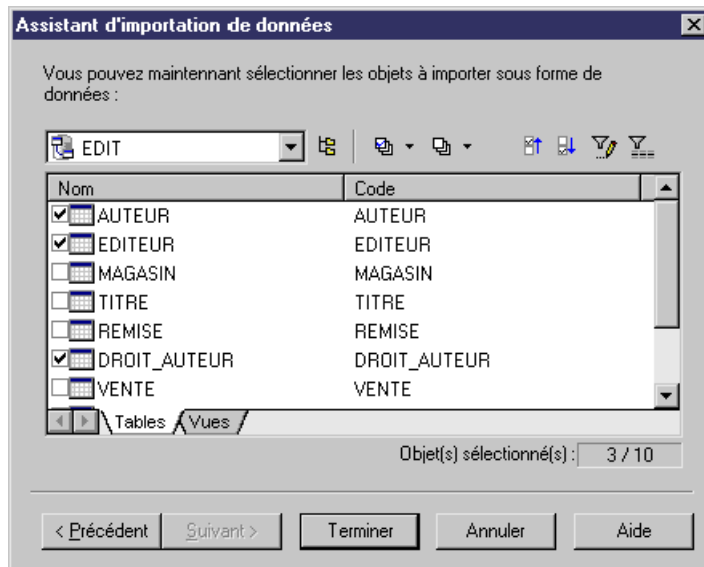 Assistant d'importation de données
Vous pouvez maintennant sélectionner les objets à importer sous forme de
données :
EDIT
Nom Code
AUTEUR AUTEUR
EDITEUR EDITEUR
MAGASIN MAGASIN
TITRE TITRE
REMISE REMISE
DROIT_AUTEUR DROIT_AUTEUR
VENTE VENTE
Tables Vues
Objet(s) sélectionné(s) : 3 / 10
< Précédent Suivant > Terminer Annuler Aide